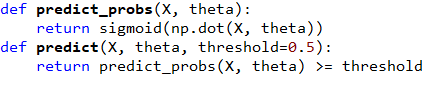 def predict_probs(X, theta):
    return sigmoid(np.dot(X, theta))
def predict(X, theta, threshold=0.5):
    return predict_probs(X, theta) >= threshold